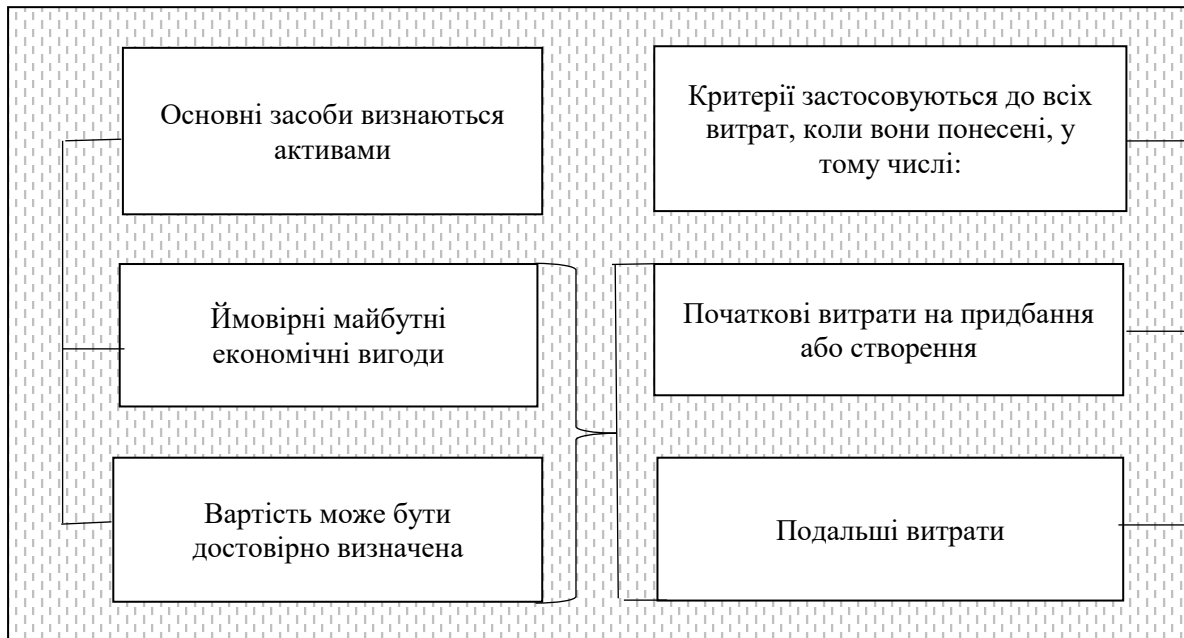 Основні засоби визнаються
активами
Критерії застосовуються до всіх
витрат, коли вони понесені, у
тому числі:
Ймовірні майбутні
економічні вигоди
Початкові витрати на придбання
або створення
Вартість може бути
достовірно визначена
Подальші витрати